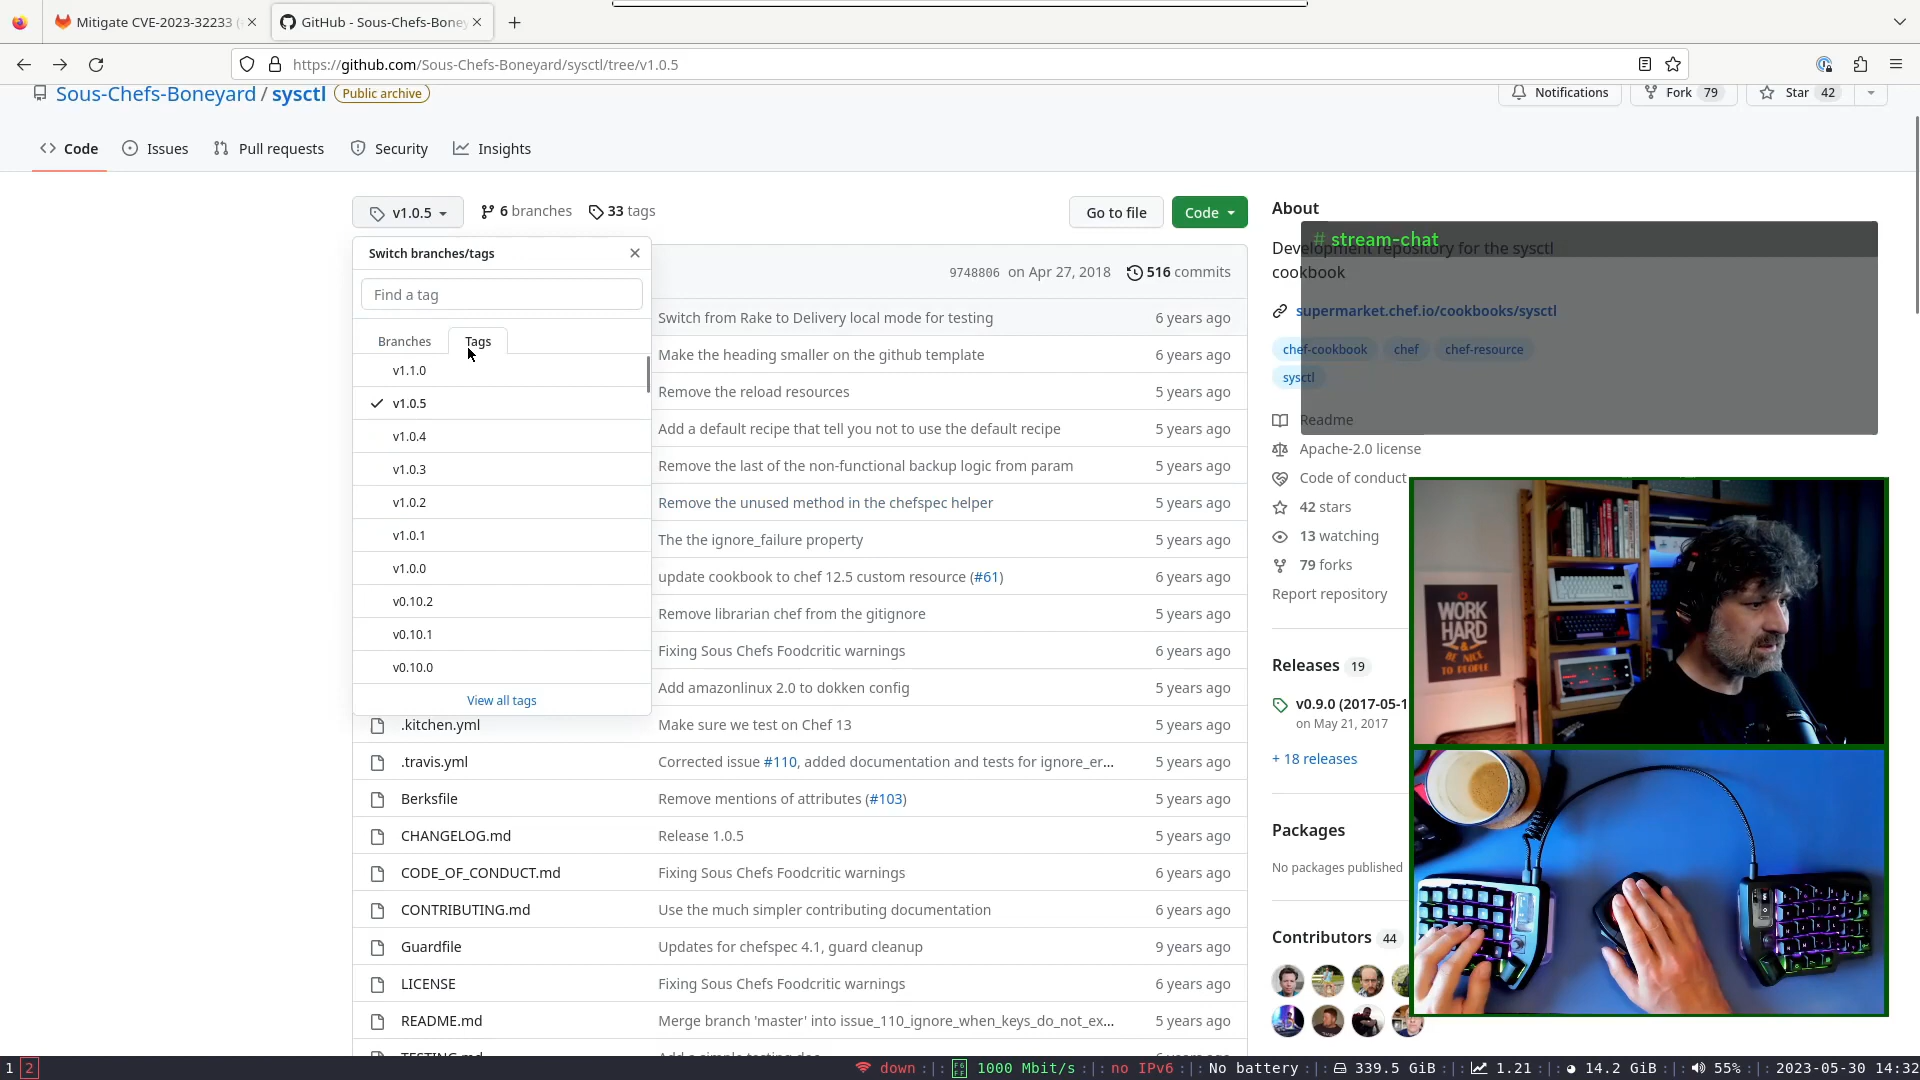 Mitigate CVE-2023-32233 (
GitHub - Sous-Chefs-Boney
https://github.com/Sous-Chefs-Boneyard/sysctl/tree/v1.0.5
Sous-Chefs-Boneyard / sysctl Public archive
Notifications
Fork 79
Star 42
Code
Issues
Pull requests
Security
Insights
v1.0.5
6 branches
33 tags
Go to file
Code
Switch branches/tags
Find a tag
Branches
Tags
v1.1.0
v1.0.5
v1.0.4
v1.0.3
v1.0.2
v1.0.1
v1.0.0
v0.10.2
v0.10.1
v0.10.0
View all tags
9748806 on Apr 27, 2018 516 commits
Switch from Rake to Delivery local mode for testing 6 years ago
Make the heading smaller on the github template 6 years ago
Remove the reload resources 5 years ago
Add a default recipe that tell you not to use the default recipe 5 years ago
Remove the last of the non-functional backup logic from param 5 years ago
Remove the unused method in the chefspec helper 5 years ago
The the ignore_failure property 5 years ago
update cookbook to chef 12.5 custom resource (#61) 6 years ago
Remove librarian chef from the gitignore 5 years ago
Fixing Sous Chefs Foodcritic warnings 6 years ago
Add amazonlinux 2.0 to dokken config 5 years ago
.kitchen.yml Make sure we test on Chef 13 5 years ago
.travis.yml Corrected issue #110, added documentation and tests for ignore_er... 5 years ago
Berksfile Remove mentions of attributes (#103) 5 years ago
CHANGELOG.md Release 1.0.5 5 years ago
CODE_OF_CONDUCT.md Fixing Sous Chefs Foodcritic warnings 6 years ago
CONTRIBUTING.md Use the much simpler contributing documentation 6 years ago
Guardfile Updates for chefspec 4.1, guard cleanup 9 years ago
LICENSE Fixing Sous Chefs Foodcritic warnings 6 years ago
README.md Merge branch 'master' into issue_110_ignore_when_keys_do_not_ex... 5 years ago
About
# stream-chat
Development repository for the sysctl
cookbook
supermarket.chef.io/cookbooks/sysctl
chef-cookbook chef chef-resource
sysctl
Readme
Apache-2.0 license
Code of conduct
42 stars
13 watching
79 forks
Report repository
Releases 19
v0.9.0 (2017-05-1
on May 21, 2017
+ 18 releases
Packages
No packages published
Contributors 44
WORK
HARD
& BE
NICE
TO
PEOPLE
1 2 down :|: 1000 Mbit/s :|: no IPv6 :|: No battery :|: 339.5 GiB :|: 1.21 :|: 14.2 GiB :|: 55% :|: 2023-05-30 14:32